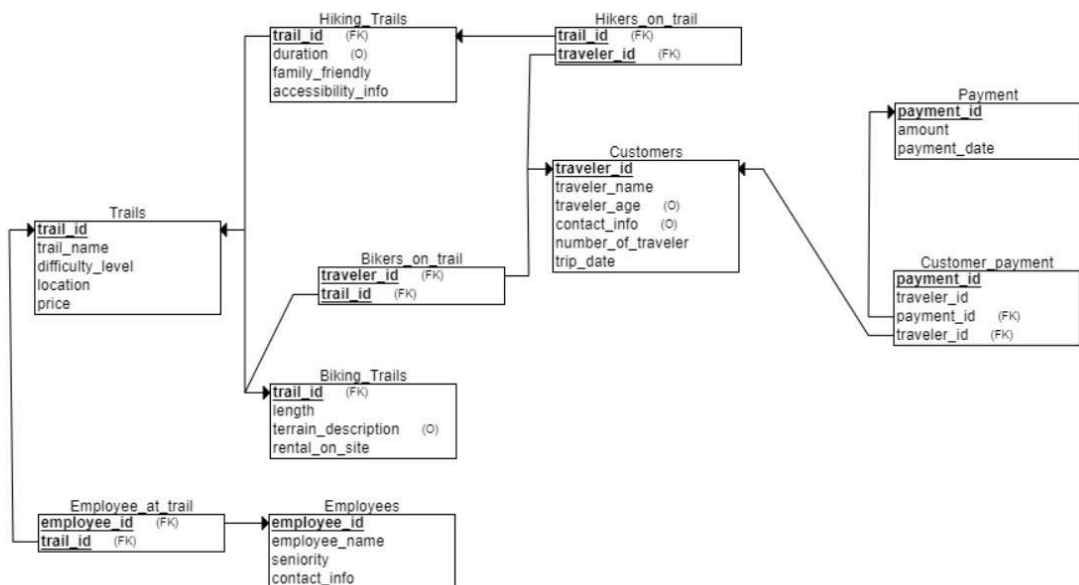 Hiking_Trails
trail_id (FK)
duration (O)
family_friendly
accessibility_info
Hikers_on_trail
trail_id (FK)
traveler_id (FK)
Payment
payment_id
amount
payment_date
Customers
traveler_id
traveler_name
traveler_age (O)
contact_info (O)
number_of_traveler
trip_date
Trails
trail_id
trail_name
difficulty_level
location
price
Bikers_on_trail
traveler_id (FK)
trail_id (FK)
Customer_payment
payment_id
traveler_id
payment_id (FK)
traveler_id (FK)
Biking_Trails
trail_id (FK)
length
terrain_description (O)
rental_on_site
Employee_at_trail
employee_id (FK)
trail_id (FK)
Employees
employee_id
employee_name
seniority
contact_info